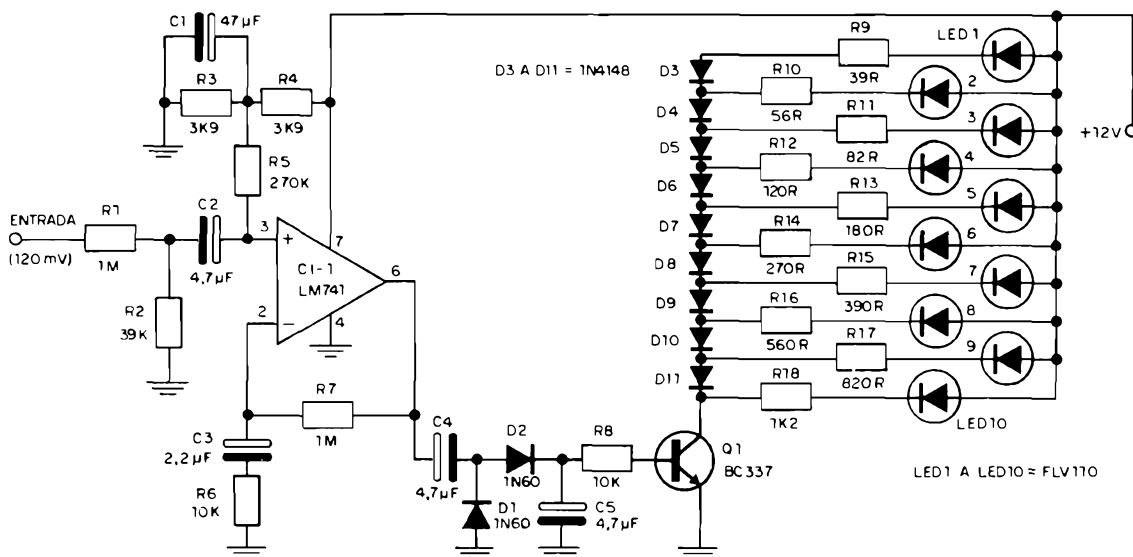 C1
47µF
R3
3K9
R4
3K9
R5
270K
ENTRADA
(120mV)
R1
1M
C2
4,7µF
R2
39K
3
+
7
CI-1
LM741
6
2
−
4
R7
1M
C3
2,2µF
R6
10K
C4
4,7µF
D2
1N60
D1
1N60
C5
4,7µF
R8
10K
Q1
BC337
D3 A D11 = 1N4148
D3
D4
D5
D6
D7
D8
D9
D10
D11
R9
39R
LED1
R10
56R
2
R11
82R
3
R12
120R
4
R13
180R
5
R14
270R
6
R15
390R
7
R16
560R
8
R17
820R
9
R18
1K2
LED10
+12V
LED1 A LED10 = FLV110